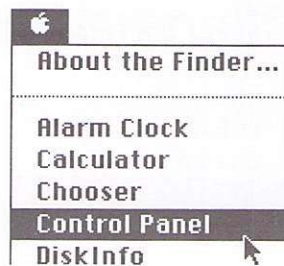 About the Finder...
Alarm Clock
Calculator
Chooser
Control Panel
DiskInfo